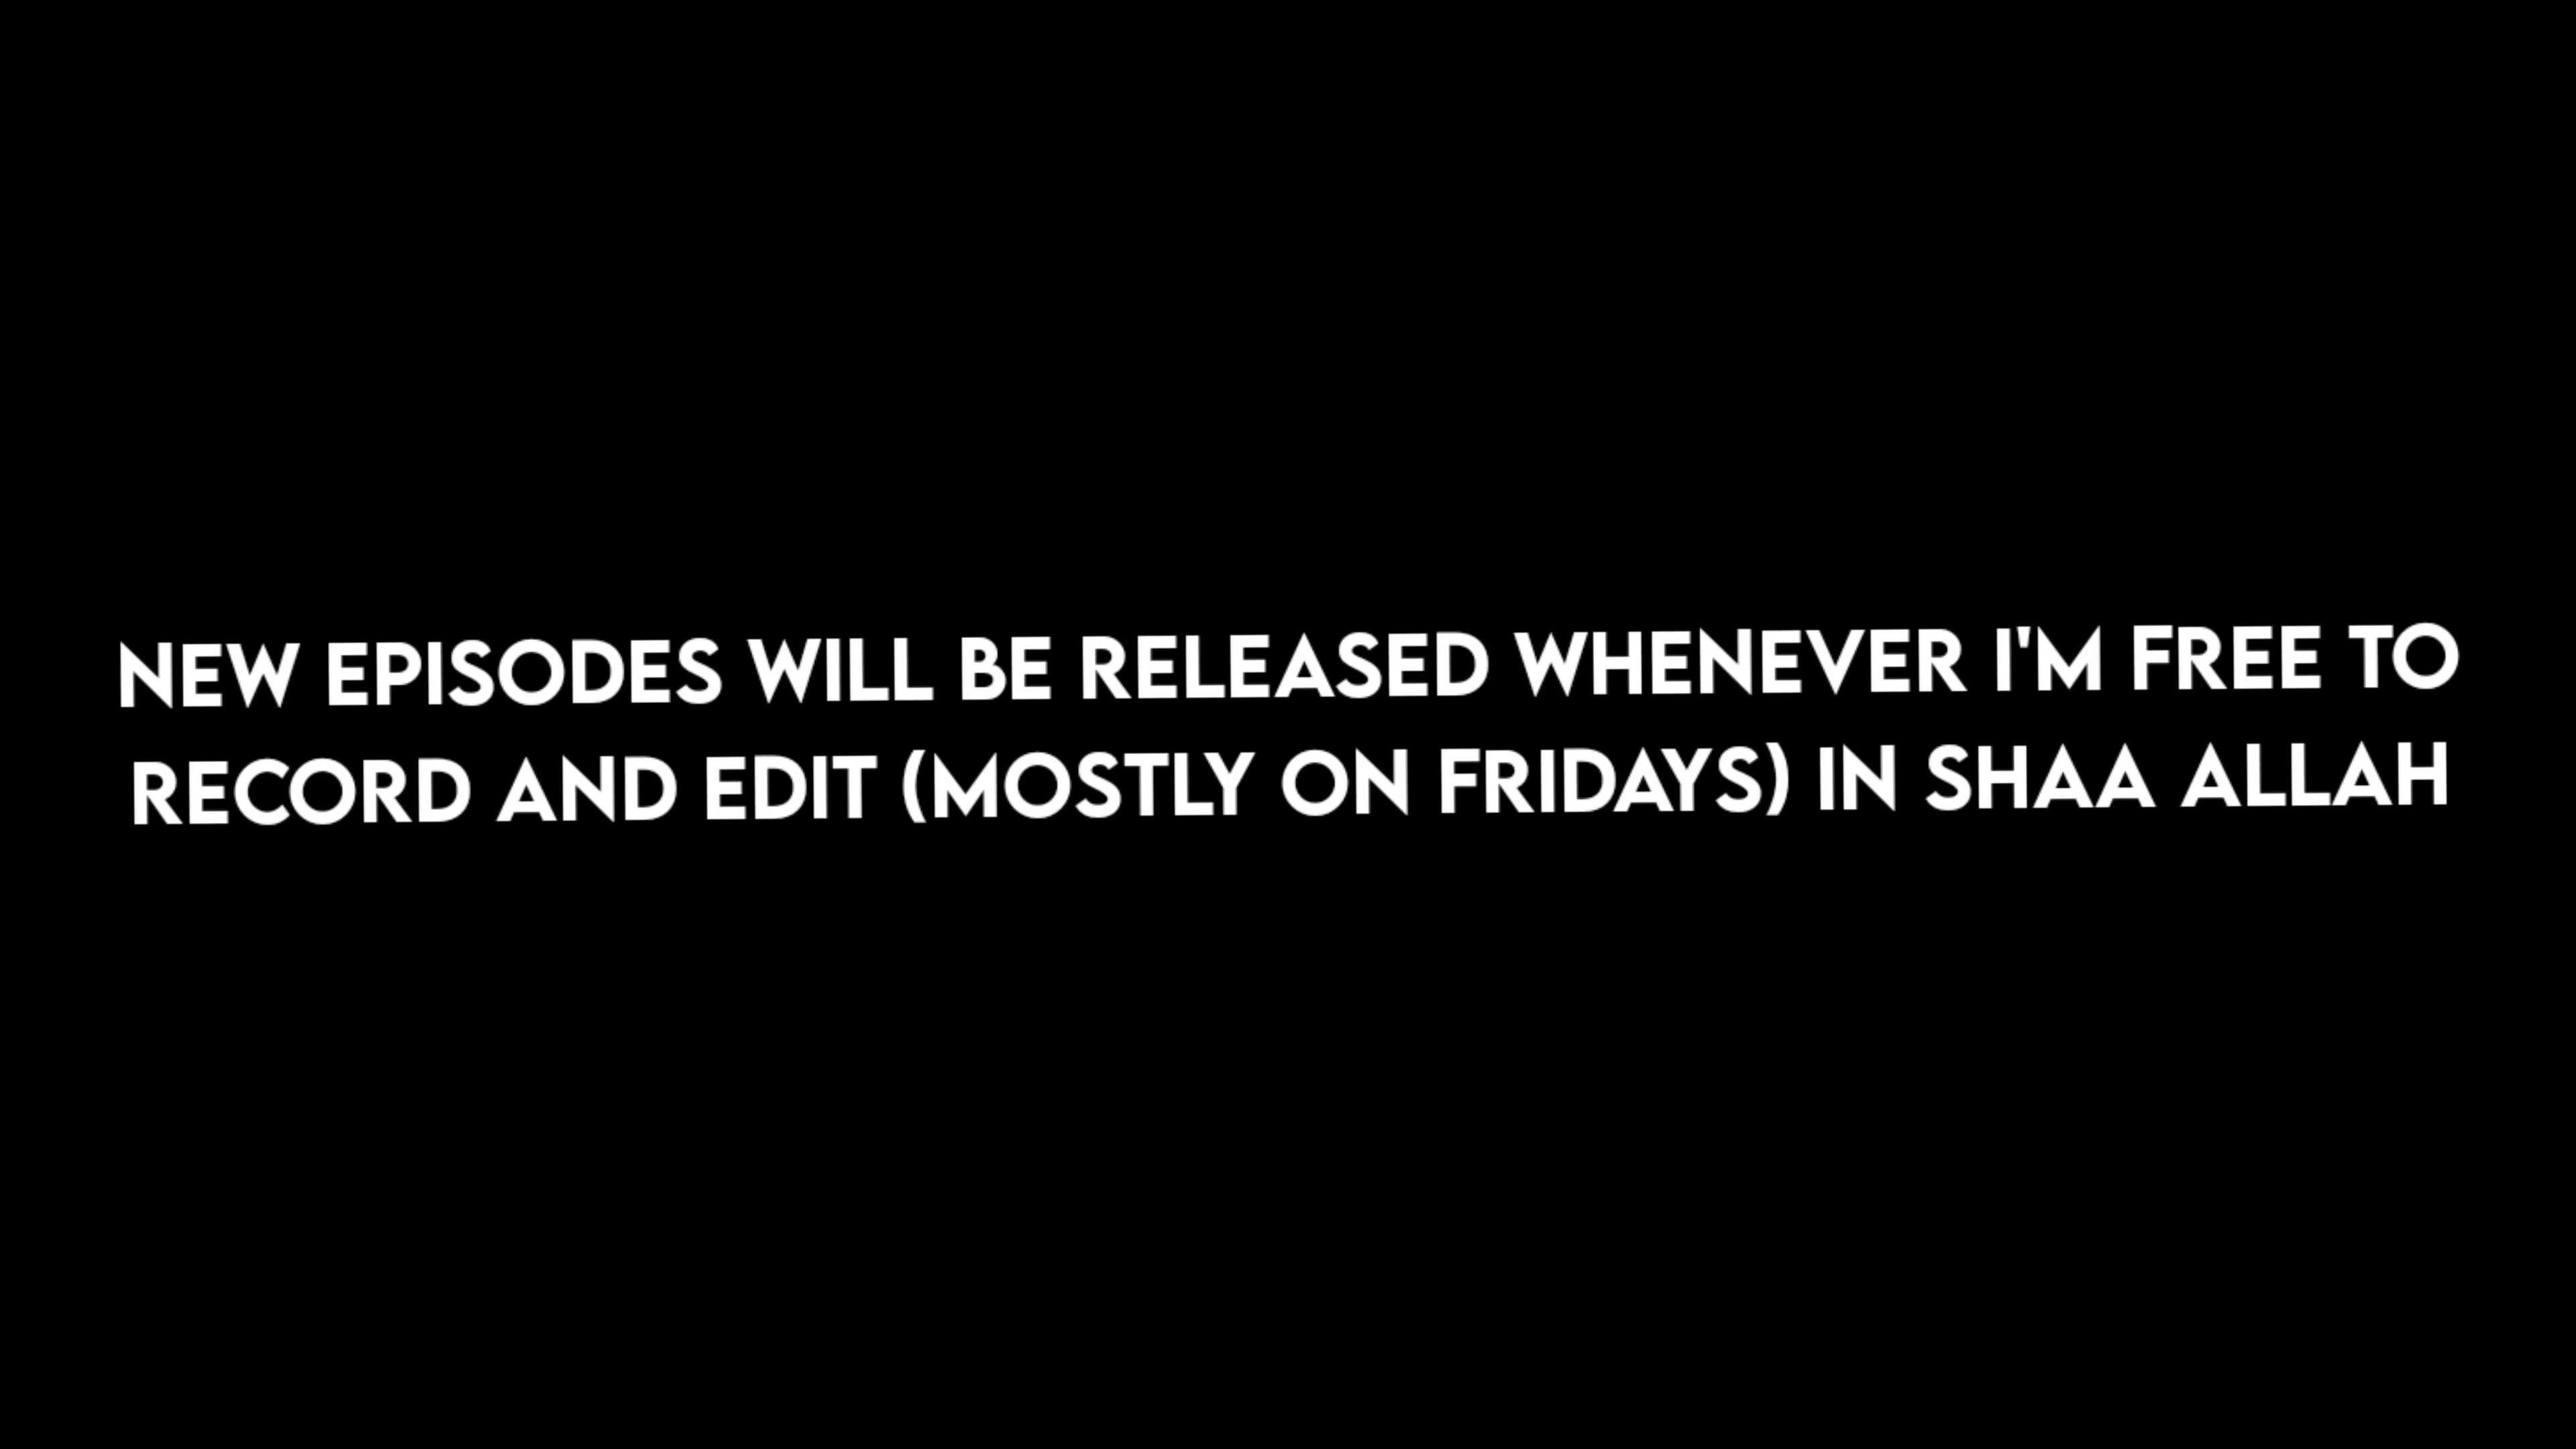 NEW EPISODES WILL BE RELEASED WHENEVER I'M FREE TO
RECORD AND EDIT (MOSTLY ON FRIDAYS) IN SHAA ALLAH